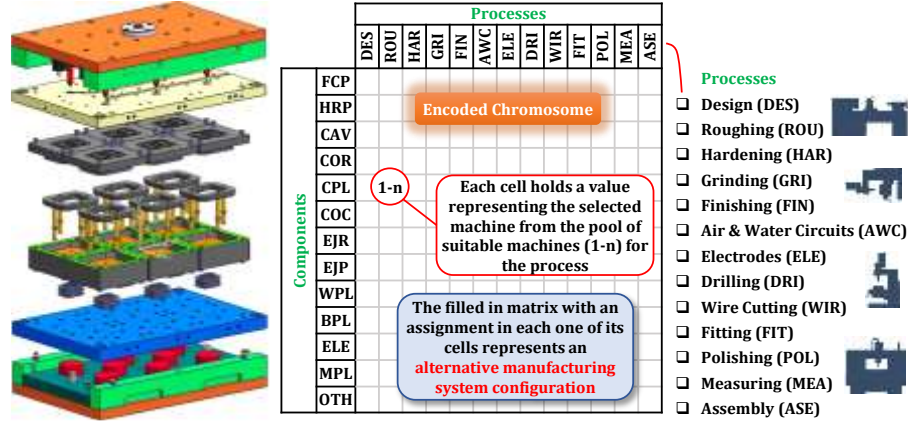 Processes
DES ROU HAR GRI FIN AWC ELE DRI WIR FIT POL MEA ASE
Components
FCP
HRP
CAV
COR
CPL
COC
EJR
EJP
WPL
BPL
ELE
MPL
OTH
Encoded Chromosome
1-n
Each cell holds a value
representing the selected
machine from the pool of
suitable machines (1-n) for
the process
The filled in matrix with an
assignment in each one of its
cells represents an
alternative manufacturing
system configuration
Processes
❑ Design (DES)
❑ Roughing (ROU)
❑ Hardening (HAR)
❑ Grinding (GRI)
❑ Finishing (FIN)
❑ Air & Water Circuits (AWC)
❑ Electrodes (ELE)
❑ Drilling (DRI)
❑ Wire Cutting (WIR)
❑ Fitting (FIT)
❑ Polishing (POL)
❑ Measuring (MEA)
❑ Assembly (ASE)